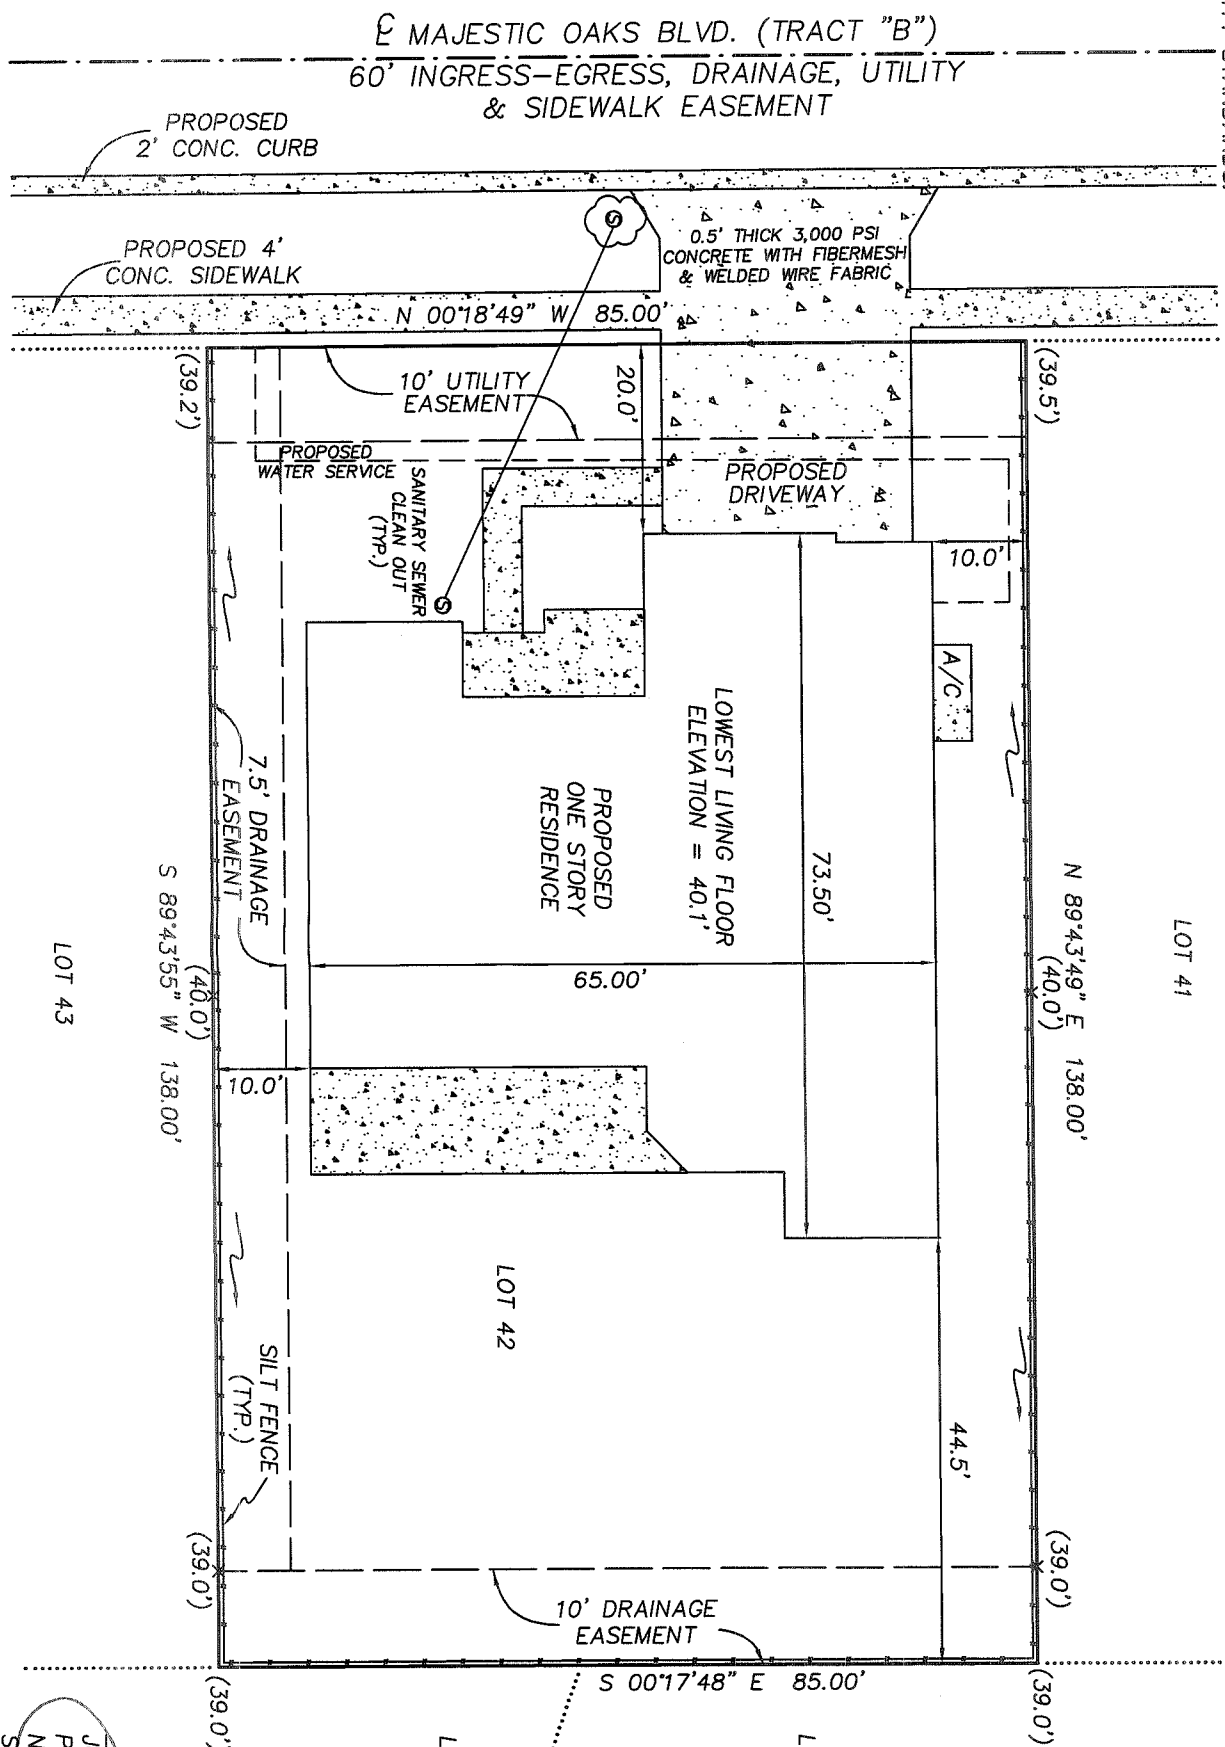 ℄ MAJESTIC OAKS BLVD. (TRACT "B")
60' INGRESS-EGRESS, DRAINAGE, UTILITY
& SIDEWALK EASEMENT
PROPOSED
2' CONC. CURB
PROPOSED 4'
CONC. SIDEWALK
S
0.5' THICK 3,000 PSI
CONCRETE WITH FIBERMESH
& WELDED WIRE FABRIC
N 00°18'49" W 85.00'
(39.2')
(39.5')
10' UTILITY
EASEMENT
20.0'
PROPOSED
WATER SERVICE
SANITARY SEWER
CLEAN OUT
(TYP.)
S
PROPOSED
DRIVEWAY
10.0'
A/C
LOWEST LIVING FLOOR
ELEVATION = 40.1'
PROPOSED
ONE STORY
RESIDENCE
73.50'
65.00'
7.5' DRAINAGE
EASEMENT
S 89°43'55" W 138.00'
(40.0')
LOT 43
N 89°43'49" E 138.00'
(40.0')
LOT 41
10.0'
LOT 42
44.5'
SILT FENCE
(TYP.)
(39.0')
(39.0')
10' DRAINAGE
EASEMENT
S 00°17'48" E 85.00'
(39.0')
(39.0')